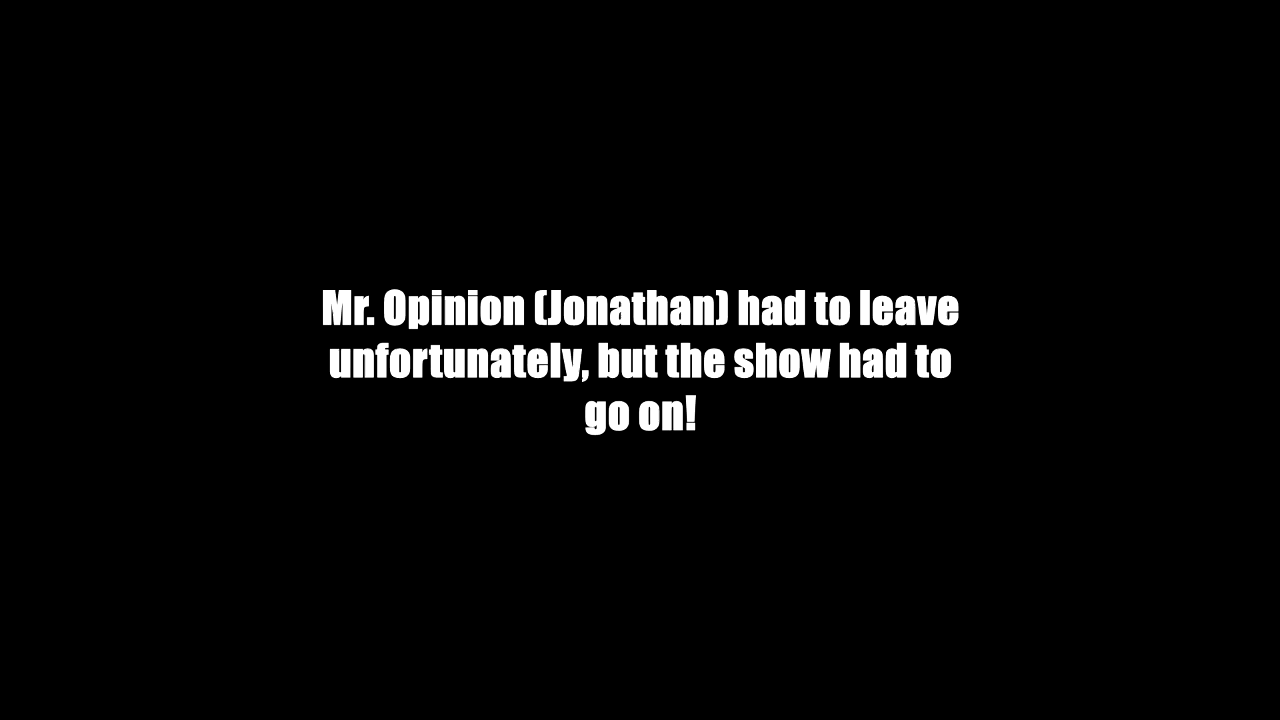 Mr. Opinion (Jonathan) had to leave
unfortunately, but the show had to
go on!